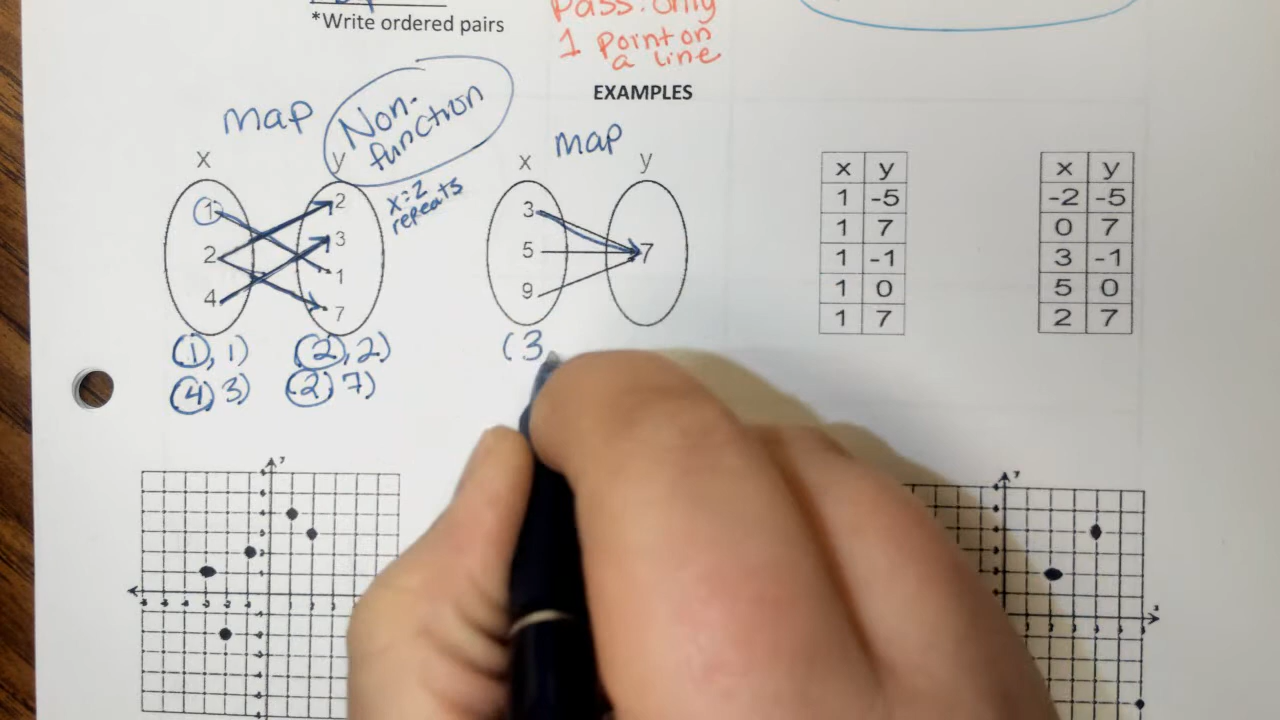 *Write ordered pairs
Pass: only
1 point on
a line
EXAMPLES
map
Non-
function
x y
1 2
2 3
4 1
7
x=2
repeats
(1, 1) (2, 2)
(4, 3) (2, 7)
map
x y
3
5 7
9
(3,
x y
1 -5
1 7
1 -1
1 0
1 7
x y
-2 -5
0 7
3 -1
5 0
2 7